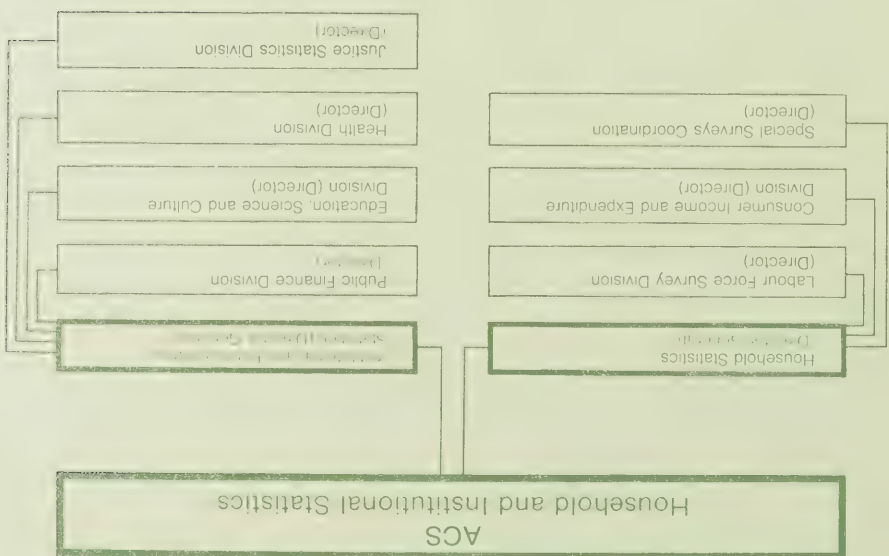 ACS
Household and Institutional Statistics
Household Statistics
Labour Force Survey Division
(Director)
Consumer Income and Expenditure
Division (Director)
Special Surveys Coordination
(Director)
Public Finance Division
Education, Science and Culture
Division (Director)
Health Division
(Director)
Justice Statistics Division
(Director)